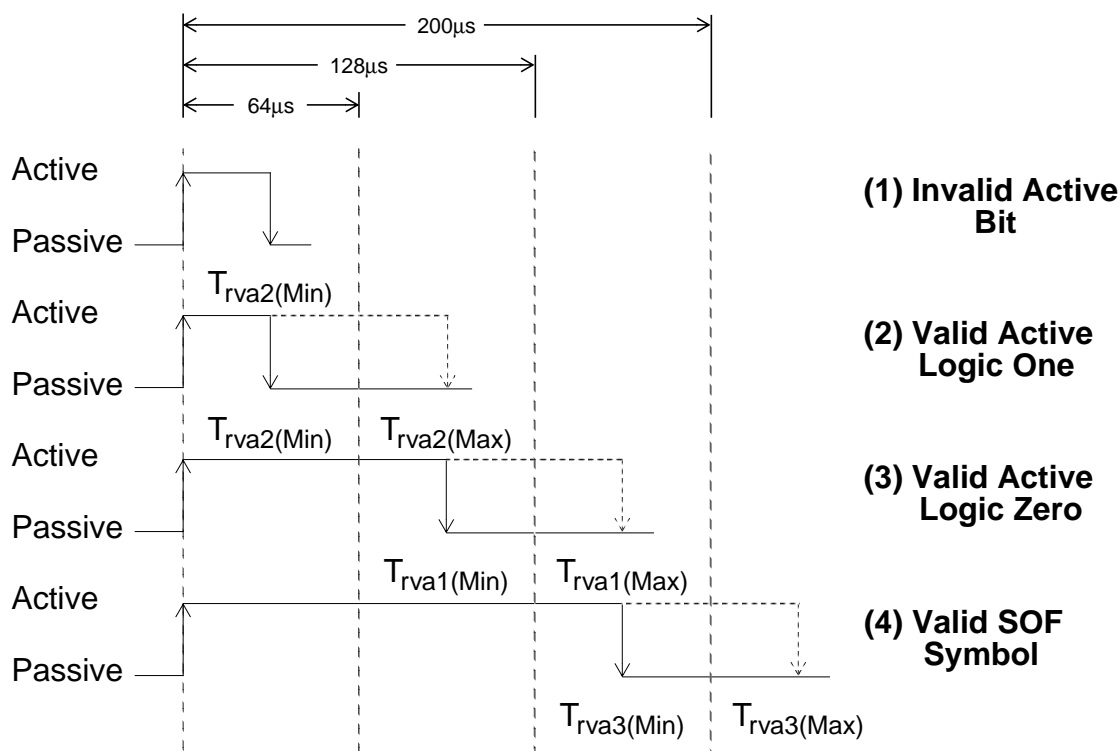 200μs
128μs
64μs
Active
Passive
(1) Invalid Active
Bit
Trva2(Min)
Active
Passive
(2) Valid Active
Logic One
Trva2(Min) Trva2(Max)
Active
Passive
(3) Valid Active
Logic Zero
Trva1(Min) Trva1(Max)
Active
Passive
(4) Valid SOF
Symbol
Trva3(Min) Trva3(Max)